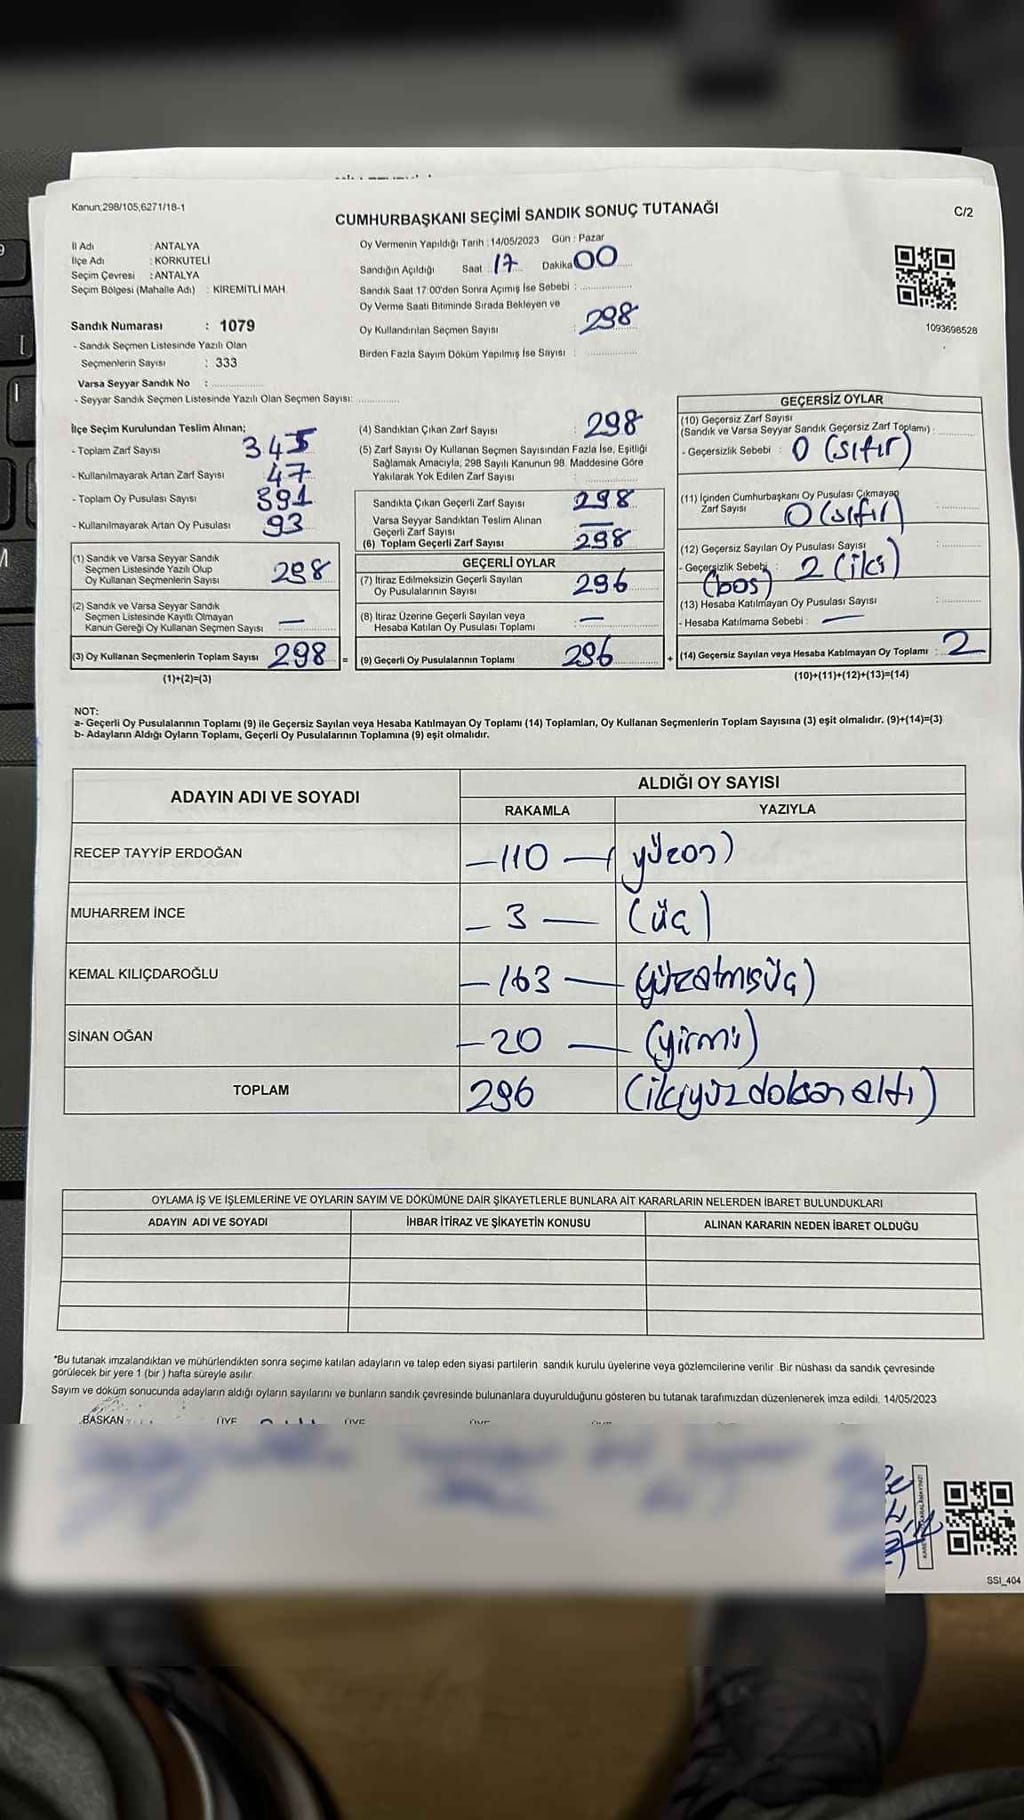 Kanun;298/105,6271/18-1
CUMHURBAŞKANI SEÇİMİ SANDIK SONUÇ TUTANAĞI
C/2
İl Adı : ANTALYA
İlçe Adı : KORKUTELİ
Seçim Çevresi : ANTALYA
Seçim Bölgesi (Mahalle Adı) : KİREMİTLİ MAH.
Sandık Numarası : 1079
- Sandık Seçmen Listesinde Yazılı Olan
Seçmenlerin Sayısı : 333
Varsa Seyyar Sandık No :
- Seyyar Sandık Seçmen Listesinde Yazılı Olan Seçmen Sayısı:
Oy Vermenin Yapıldığı Tarih : 14/05/2023 Gün : Pazar
Sandığın Açıldığı Saat : 17 Dakika 00
Sandık Saat 17.00'den Sonra Açımış İse Sebebi :
Oy Verme Saati Bitiminde Sırada Bekleyen ve
Oy Kullandırılan Seçmen Sayısı : 298
Birden Fazla Sayım Döküm Yapılmış İse Sayısı :
1093698528
İlçe Seçim Kurulundan Teslim Alınan;
- Toplam Zarf Sayısı 345
- Kullanılmayarak Artan Zarf Sayısı 47
- Toplam Oy Pusulası Sayısı 391
- Kullanılmayarak Artan Oy Pusulası 93
(1) Sandık ve Varsa Seyyar Sandık
Seçmen Listesinde Yazılı Olup
Oy Kullanan Seçmenlerin Sayısı 298
(2) Sandık ve Varsa Seyyar Sandık
Seçmen Listesinde Kayıtlı Olmayan
Kanun Gereği Oy Kullanan Seçmen Sayısı : —
(3) Oy Kullanan Seçmenlerin Toplam Sayısı 298 =
(1)+(2)=(3)
(4) Sandıktan Çıkan Zarf Sayısı 298
(5) Zarf Sayısı Oy Kullanan Seçmen Sayısından Fazla İse, Eşitliği
Sağlamak Amacıyla, 298 Sayılı Kanunun 98. Maddesine Göre
Yakılarak Yok Edilen Zarf Sayısı
Sandıkta Çıkan Geçerli Zarf Sayısı 298
Varsa Seyyar Sandıktan Teslim Alınan
Geçerli Zarf Sayısı —
(6) Toplam Geçerli Zarf Sayısı 298
GEÇERLİ OYLAR
(7) İtiraz Edilmeksizin Geçerli Sayılan
Oy Pusulalarının Sayısı 296
(8) İtiraz Üzerine Geçerli Sayılan veya
Hesaba Katılan Oy Pusulası Toplamı —
(9) Geçerli Oy Pusulalarının Toplamı 296 +
GEÇERSİZ OYLAR
(10) Geçersiz Zarf Sayısı
(Sandık ve Varsa Seyyar Sandık Geçersiz Zarf Toplamı) :
- Geçersizlik Sebebi : 0 (sıfır)
(11) İçinden Cumhurbaşkanı Oy Pusulası Çıkmayan
Zarf Sayısı : 0 (sıfır)
(12) Geçersiz Sayılan Oy Pusulası Sayısı :
- Geçersizlik Sebebi : 2 (iki)
(boş)
(13) Hesaba Katılmayan Oy Pusulası Sayısı :
- Hesaba Katılmama Sebebi : —
(14) Geçersiz Sayılan veya Hesaba Katılmayan Oy Toplamı : 2
(10)+(11)+(12)+(13)=(14)
NOT:
a- Geçerli Oy Pusulalarının Toplamı (9) ile Geçersiz Sayılan veya Hesaba Katılmayan Oy Toplamı (14) Toplamları, Oy Kullanan Seçmenlerin Toplam Sayısına (3) eşit olmalıdır. (9)+(14)=(3)
b- Adayların Aldığı Oyların Toplamı, Geçerli Oy Pusulalarının Toplamına (9) eşit olmalıdır.
ADAYIN ADI VE SOYADI ALDIĞI OY SAYISI
RAKAMLA YAZIYLA
RECEP TAYYİP ERDOĞAN —110— (yüzon)
MUHARREM İNCE — 3 — (üç)
KEMAL KILIÇDAROĞLU —163— (yüzatmışüç)
SİNAN OĞAN —20— (yirmi)
TOPLAM 296 (ikiyüzdoksanaltı)
OYLAMA İŞ VE İŞLEMLERİNE VE OYLARIN SAYIM VE DÖKÜMÜNE DAİR ŞİKAYETLERLE BUNLARA AİT KARARLARIN NELERDEN İBARET BULUNDUKLARI
ADAYIN ADI VE SOYADI İHBAR İTİRAZ VE ŞİKAYETİN KONUSU ALINAN KARARIN NEDEN İBARET OLDUĞU
*Bu tutanak imzalandıktan ve mühürlendikten sonra seçime katılan adayların ve talep eden siyasi partilerin sandık kurulu üyelerine veya gözlemcilerine verilir .Bir nüshası da sandık çevresinde
görülecek bir yere 1 (bir ) hafta süreyle asılır.
Sayım ve döküm sonucunda adayların aldığı oyların sayılarını ve bunların sandık çevresinde bulunanlara duyurulduğunu gösteren bu tutanak tarafımızdan düzenlenerek imza edildi. 14/05/2023
BAŞKAN ÜYE ÜYE ÜYE
SSİ_404